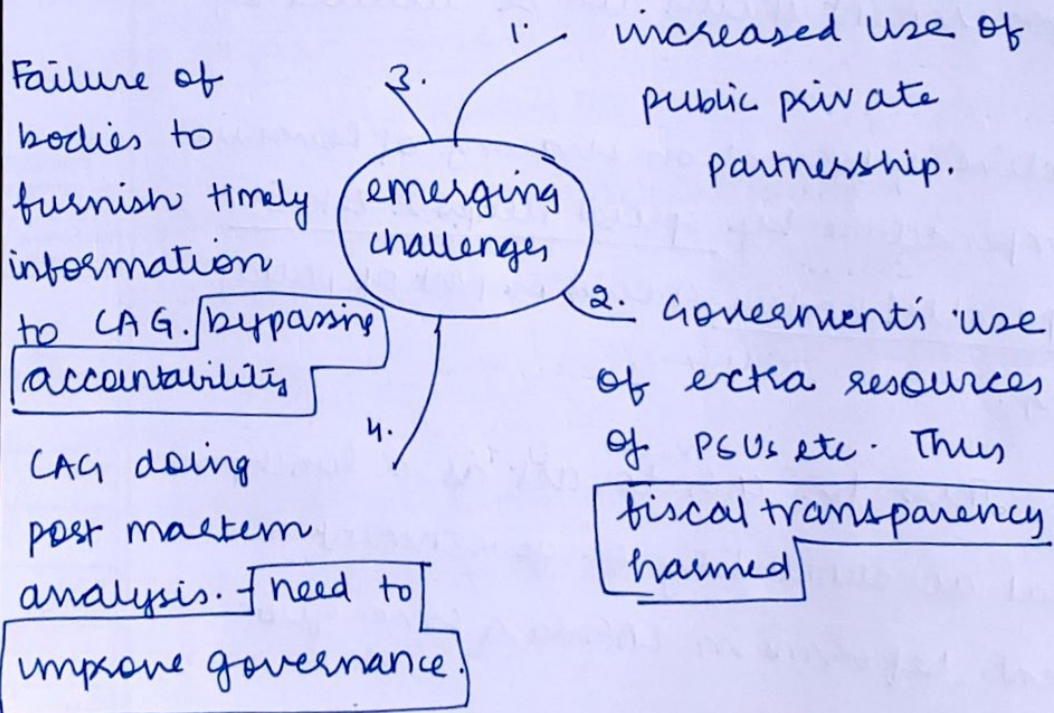 emerging
challenges
1. increased use of
public private
partnership.
2. Government's use
of extra resources
of PSUs etc. Thus
fiscal transparency
harmed
3. Failure of
bodies to
furnish timely
information
to CAG. bypassing
accountability
4. CAG doing
post mortem
analysis. - need to
improve governance.